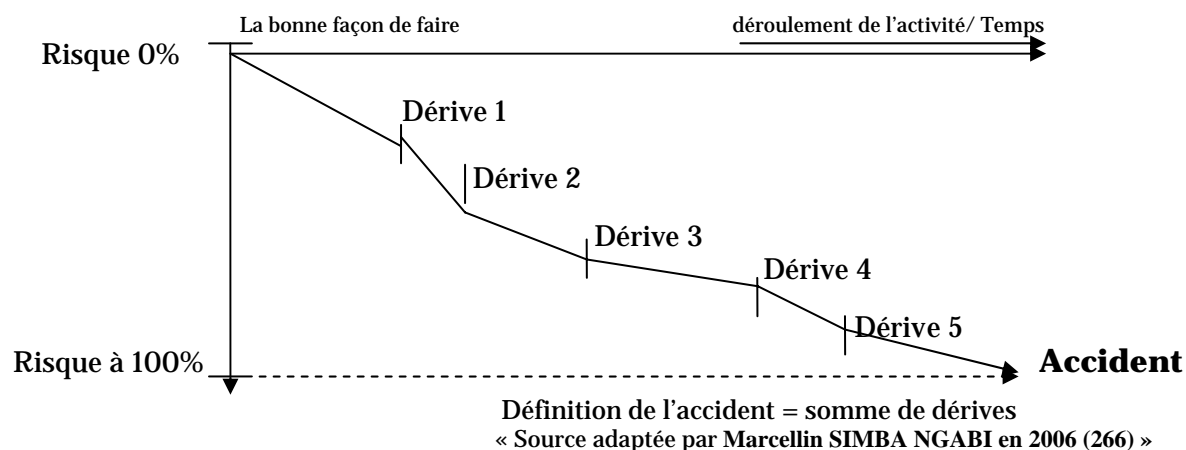 La bonne façon de faire
déroulement de l'activité/ Temps
Risque 0%
Dérive 1
Dérive 2
Dérive 3
Dérive 4
Dérive 5
Risque à 100%
Accident
Définition de l'accident = somme de dérives
« Source adaptée par Marcellin SIMBA NGABI en 2006 (266) »